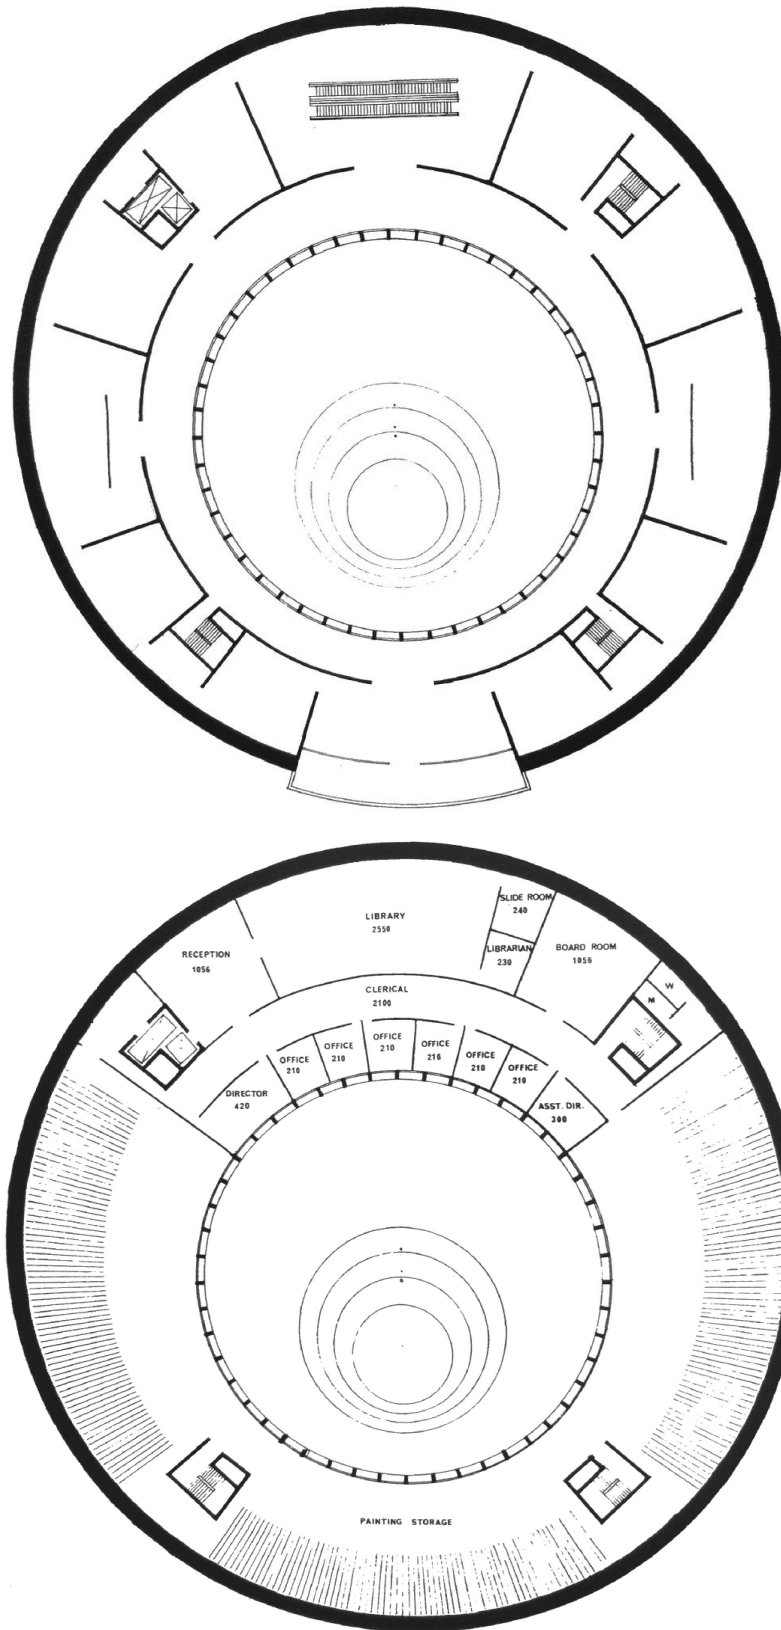 SLIDE ROOM
240
LIBRARY
2550
LIBRARIAN
230
BOARD ROOM
1056
RECEPTION
1056
CLERICAL
2100
M
W
OFFICE
210
OFFICE
210
OFFICE
210
OFFICE
210
OFFICE
210
OFFICE
210
DIRECTOR
420
ASST. DIR.
300
PAINTING STORAGE